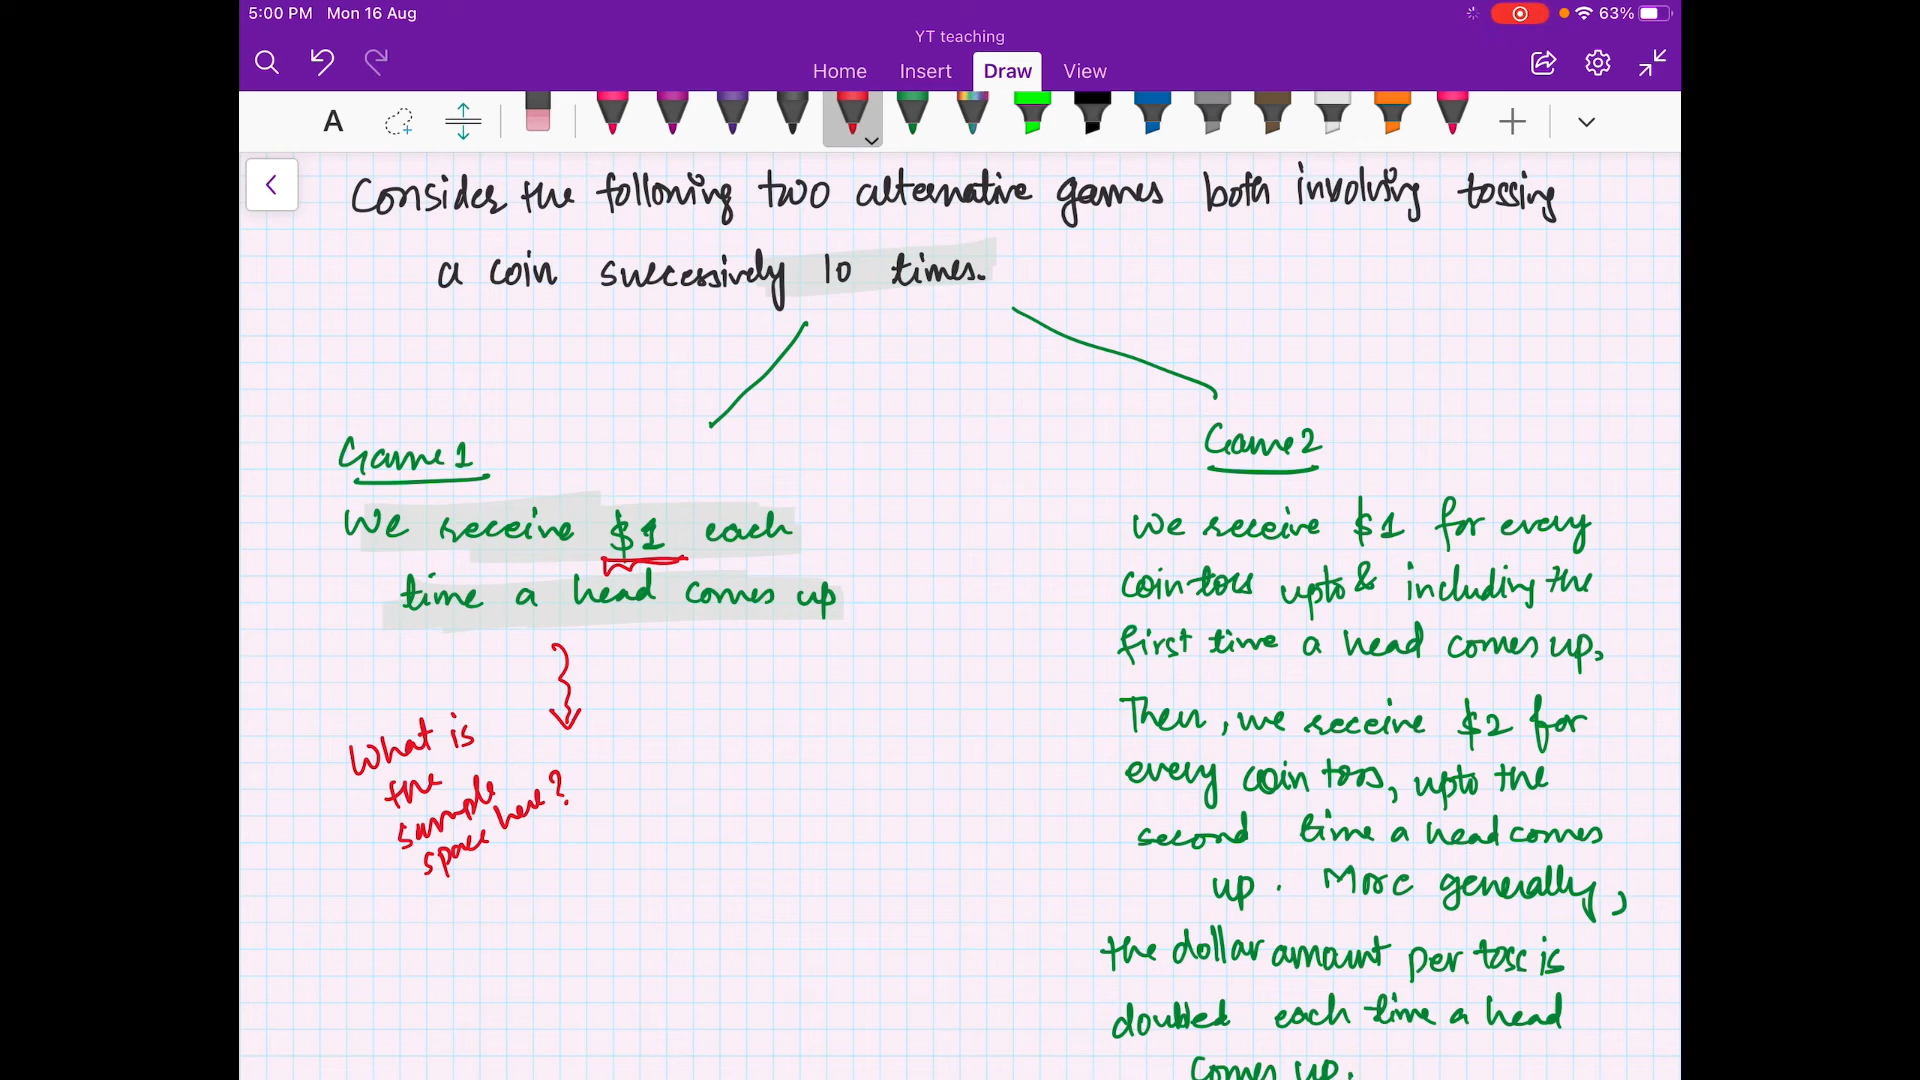 5:00 PM Mon 16 Aug
63%
YT teaching
Home Insert Draw View
A
Consider the following two alternative games both involving tossing
a coin successively 10 times.
Game 1
We receive $1 each
time a head comes up
What is
the
sample
space here?
Game 2
We receive $1 for every
coin toss upto & including the
first time a head comes up,
Then, we receive $2 for
every coin toss, upto the
second time a head comes
up. More generally,
the dollar amount per toss is
doubled each time a head
comes up.